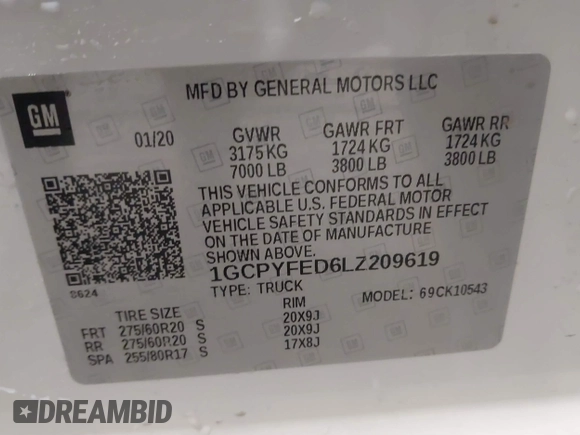 MFD BY GENERAL MOTORS LLC
GM
01/20
GVWR GAWR FRT GAWR RR
3175 KG 1724 KG 1724 KG
7000 LB 3800 LB 3800 LB
THIS VEHICLE CONFORMS TO ALL
APPLICABLE U.S. FEDERAL MOTOR
VEHICLE SAFETY STANDARDS IN EFFECT
ON THE DATE OF MANUFACTURE
SHOWN ABOVE.
1GCPYFED6LZ209619
8624
TYPE: TRUCK MODEL: 69CK10543
TIRE SIZE RIM
FRT 275/60R20 S 20X9J
RR 275/60R20 S 20X9J
SPA 255/80R17 S 17X8J
DREAMBID